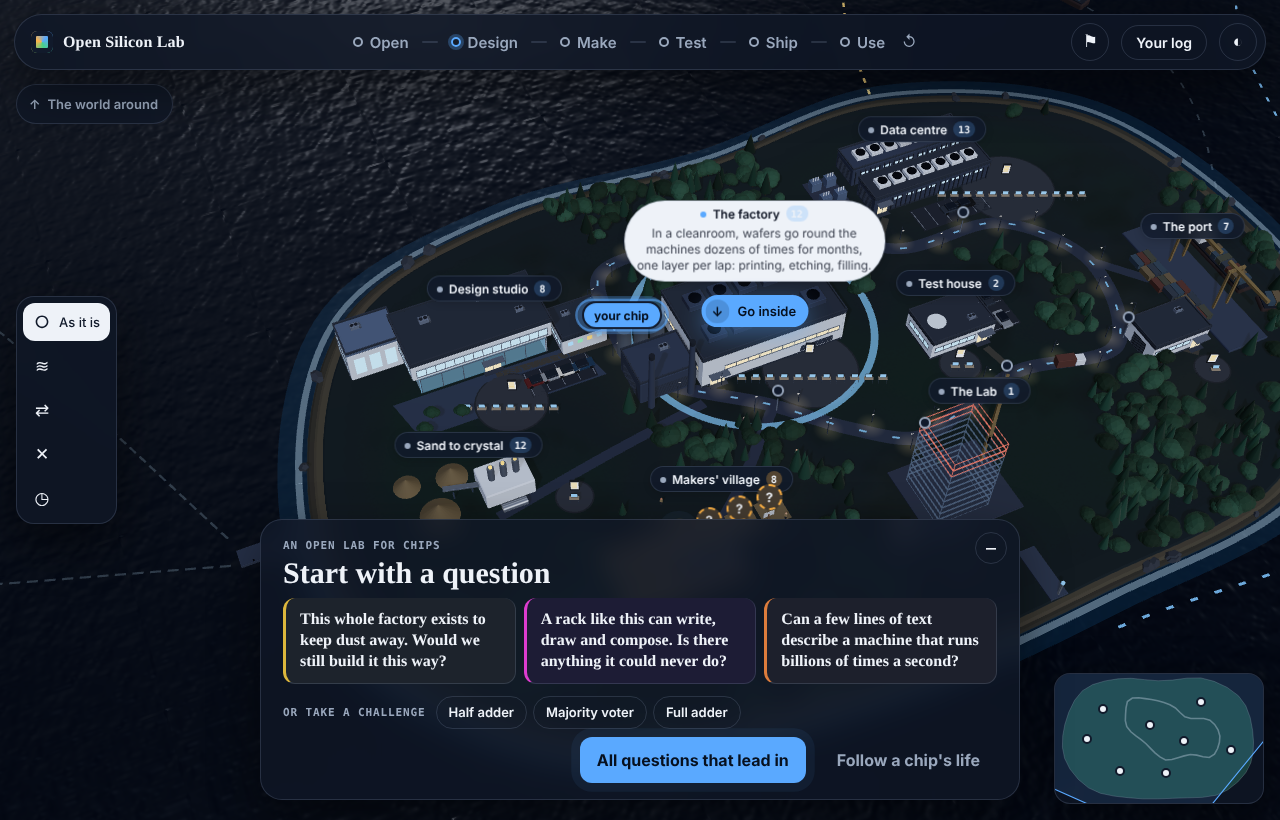 Open Silicon Lab
Open
Design
Make
Test
Ship
Use
Your log
The world around
Data centre 13
The factory 12
In a cleanroom, wafers go round the
machines dozens of times for months,
one layer per lap: printing, etching, filling.
The port 7
Design studio 8
Test house 2
your chip
Go inside
As it is
The Lab 1
Sand to crystal 12
Makers' village 8
?
?
?
AN OPEN LAB FOR CHIPS
Start with a question
This whole factory exists to
keep dust away. Would we
still build it this way?
A rack like this can write,
draw and compose. Is there
anything it could never do?
Can a few lines of text
describe a machine that runs
billions of times a second?
OR TAKE A CHALLENGE
Half adder
Majority voter
Full adder
All questions that lead in
Follow a chip's life